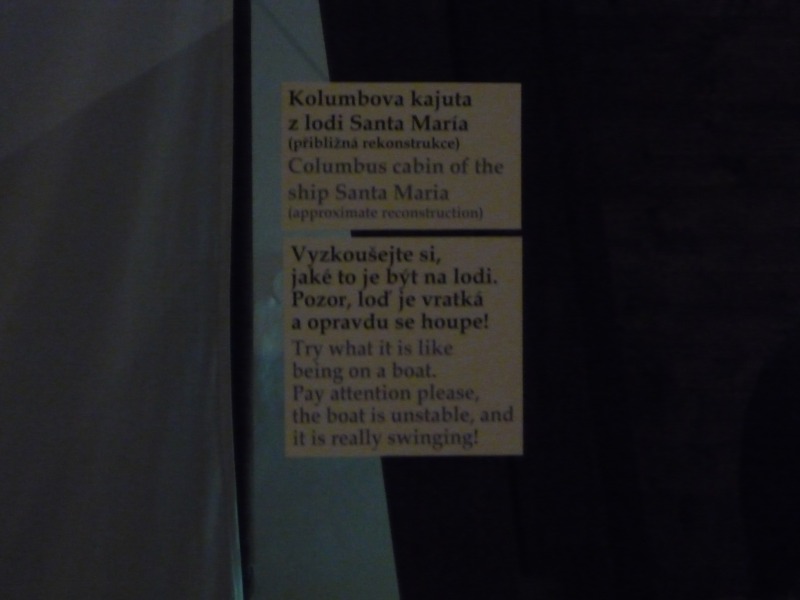 Kolumbova kajuta
z lodi Santa María
(přibližná rekonstrukce)
Columbus cabin of the
ship Santa Maria
(approximate reconstruction)
Vyzkoušejte si,
jaké to je být na lodi.
Pozor, loď je vratká
a opravdu se houpe!
Try what it is like
being on a boat.
Pay attention please,
the boat is unstable, and
it is really swinging!